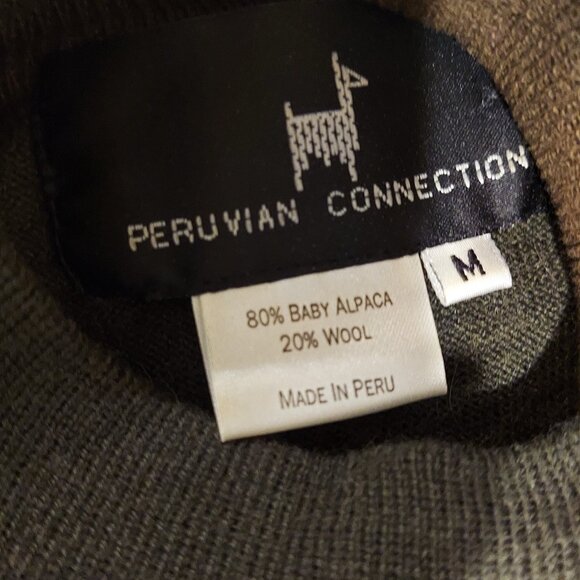 PERUVIAN CONNECTION
M
80% BABY ALPACA
20% WOOL
MADE IN PERU